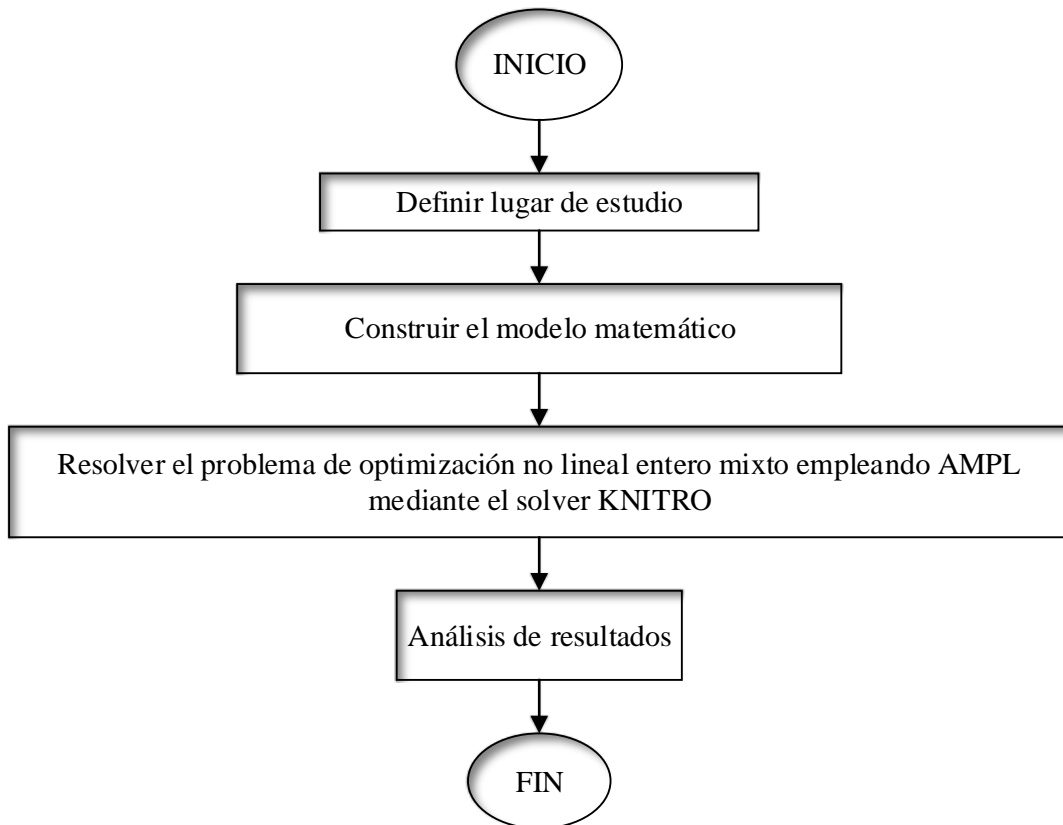 INICIO
Definir lugar de estudio
Construir el modelo matemático
Resolver el problema de optimización no lineal entero mixto empleando AMPL
mediante el solver KNITRO
Análisis de resultados
FIN